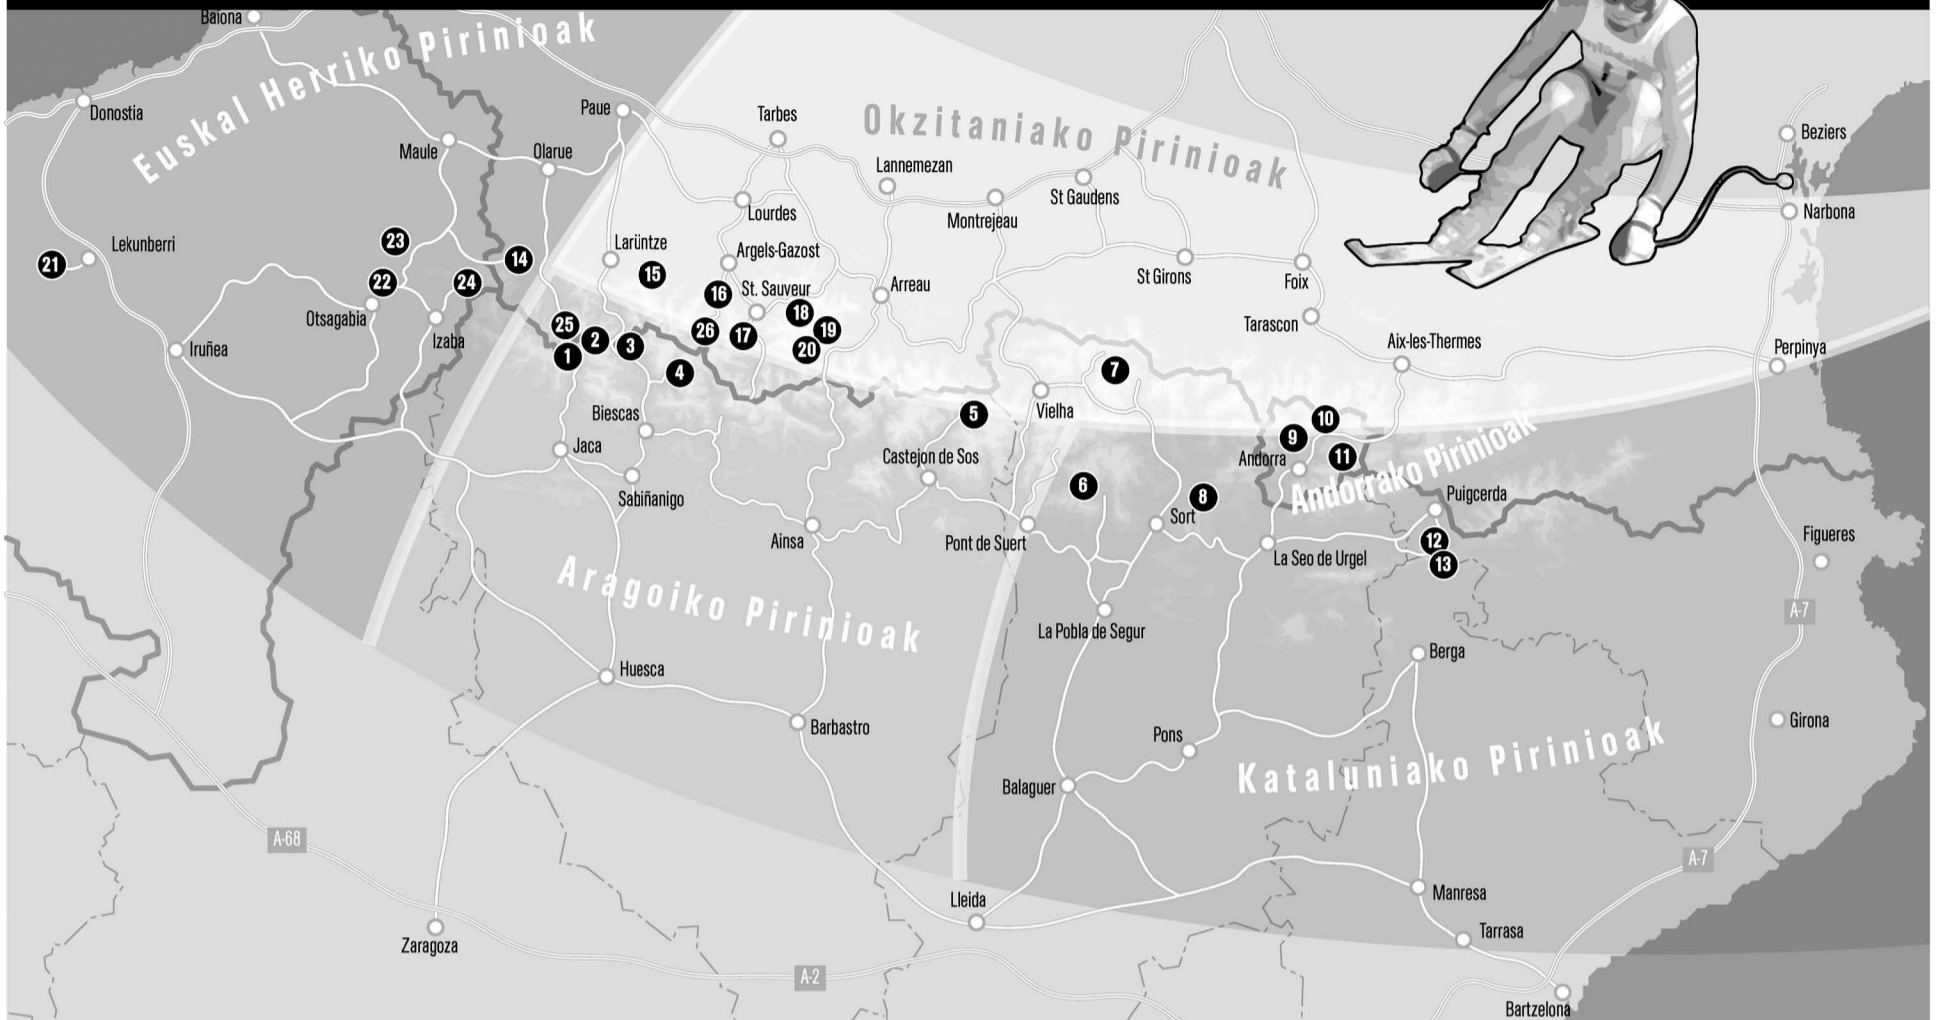 Baiona
Euskal Herriko Pirinioak
Donostia
Paue
Tarbes
Okzitaniako Pirinioak
Beziers
Maule
Olarue
Lannemezan
St Gaudens
Montrejeau
Lourdes
Narbona
21
Lekunberri
23
22
24
14
Larüntze
15
Argels-Gazost
16
St. Sauveur
18
Arreau
St Girons
Foix
Otsagabia
Izaba
25
1
2
3
26
17
19
20
Tarascon
Iruñea
4
Aix-les-Thermes
Perpinya
7
Biescas
5
Vielha
10
9
11
Andorra
Andorrako Pirinioak
Jaca
Castejon de Sos
Sabiñanigo
6
8
Sort
Puigcerda
Ainsa
Pont de Suert
12
13
La Seo de Urgel
Figueres
Aragoiko Pirinioak
A-7
La Pobla de Segur
Huesca
Berga
Barbastro
Pons
Girona
Balaguer
Kataluniako Pirinioak
A-68
A-7
Lleida
Manresa
Zaragoza
Tarrasa
A-2
Bartzelona